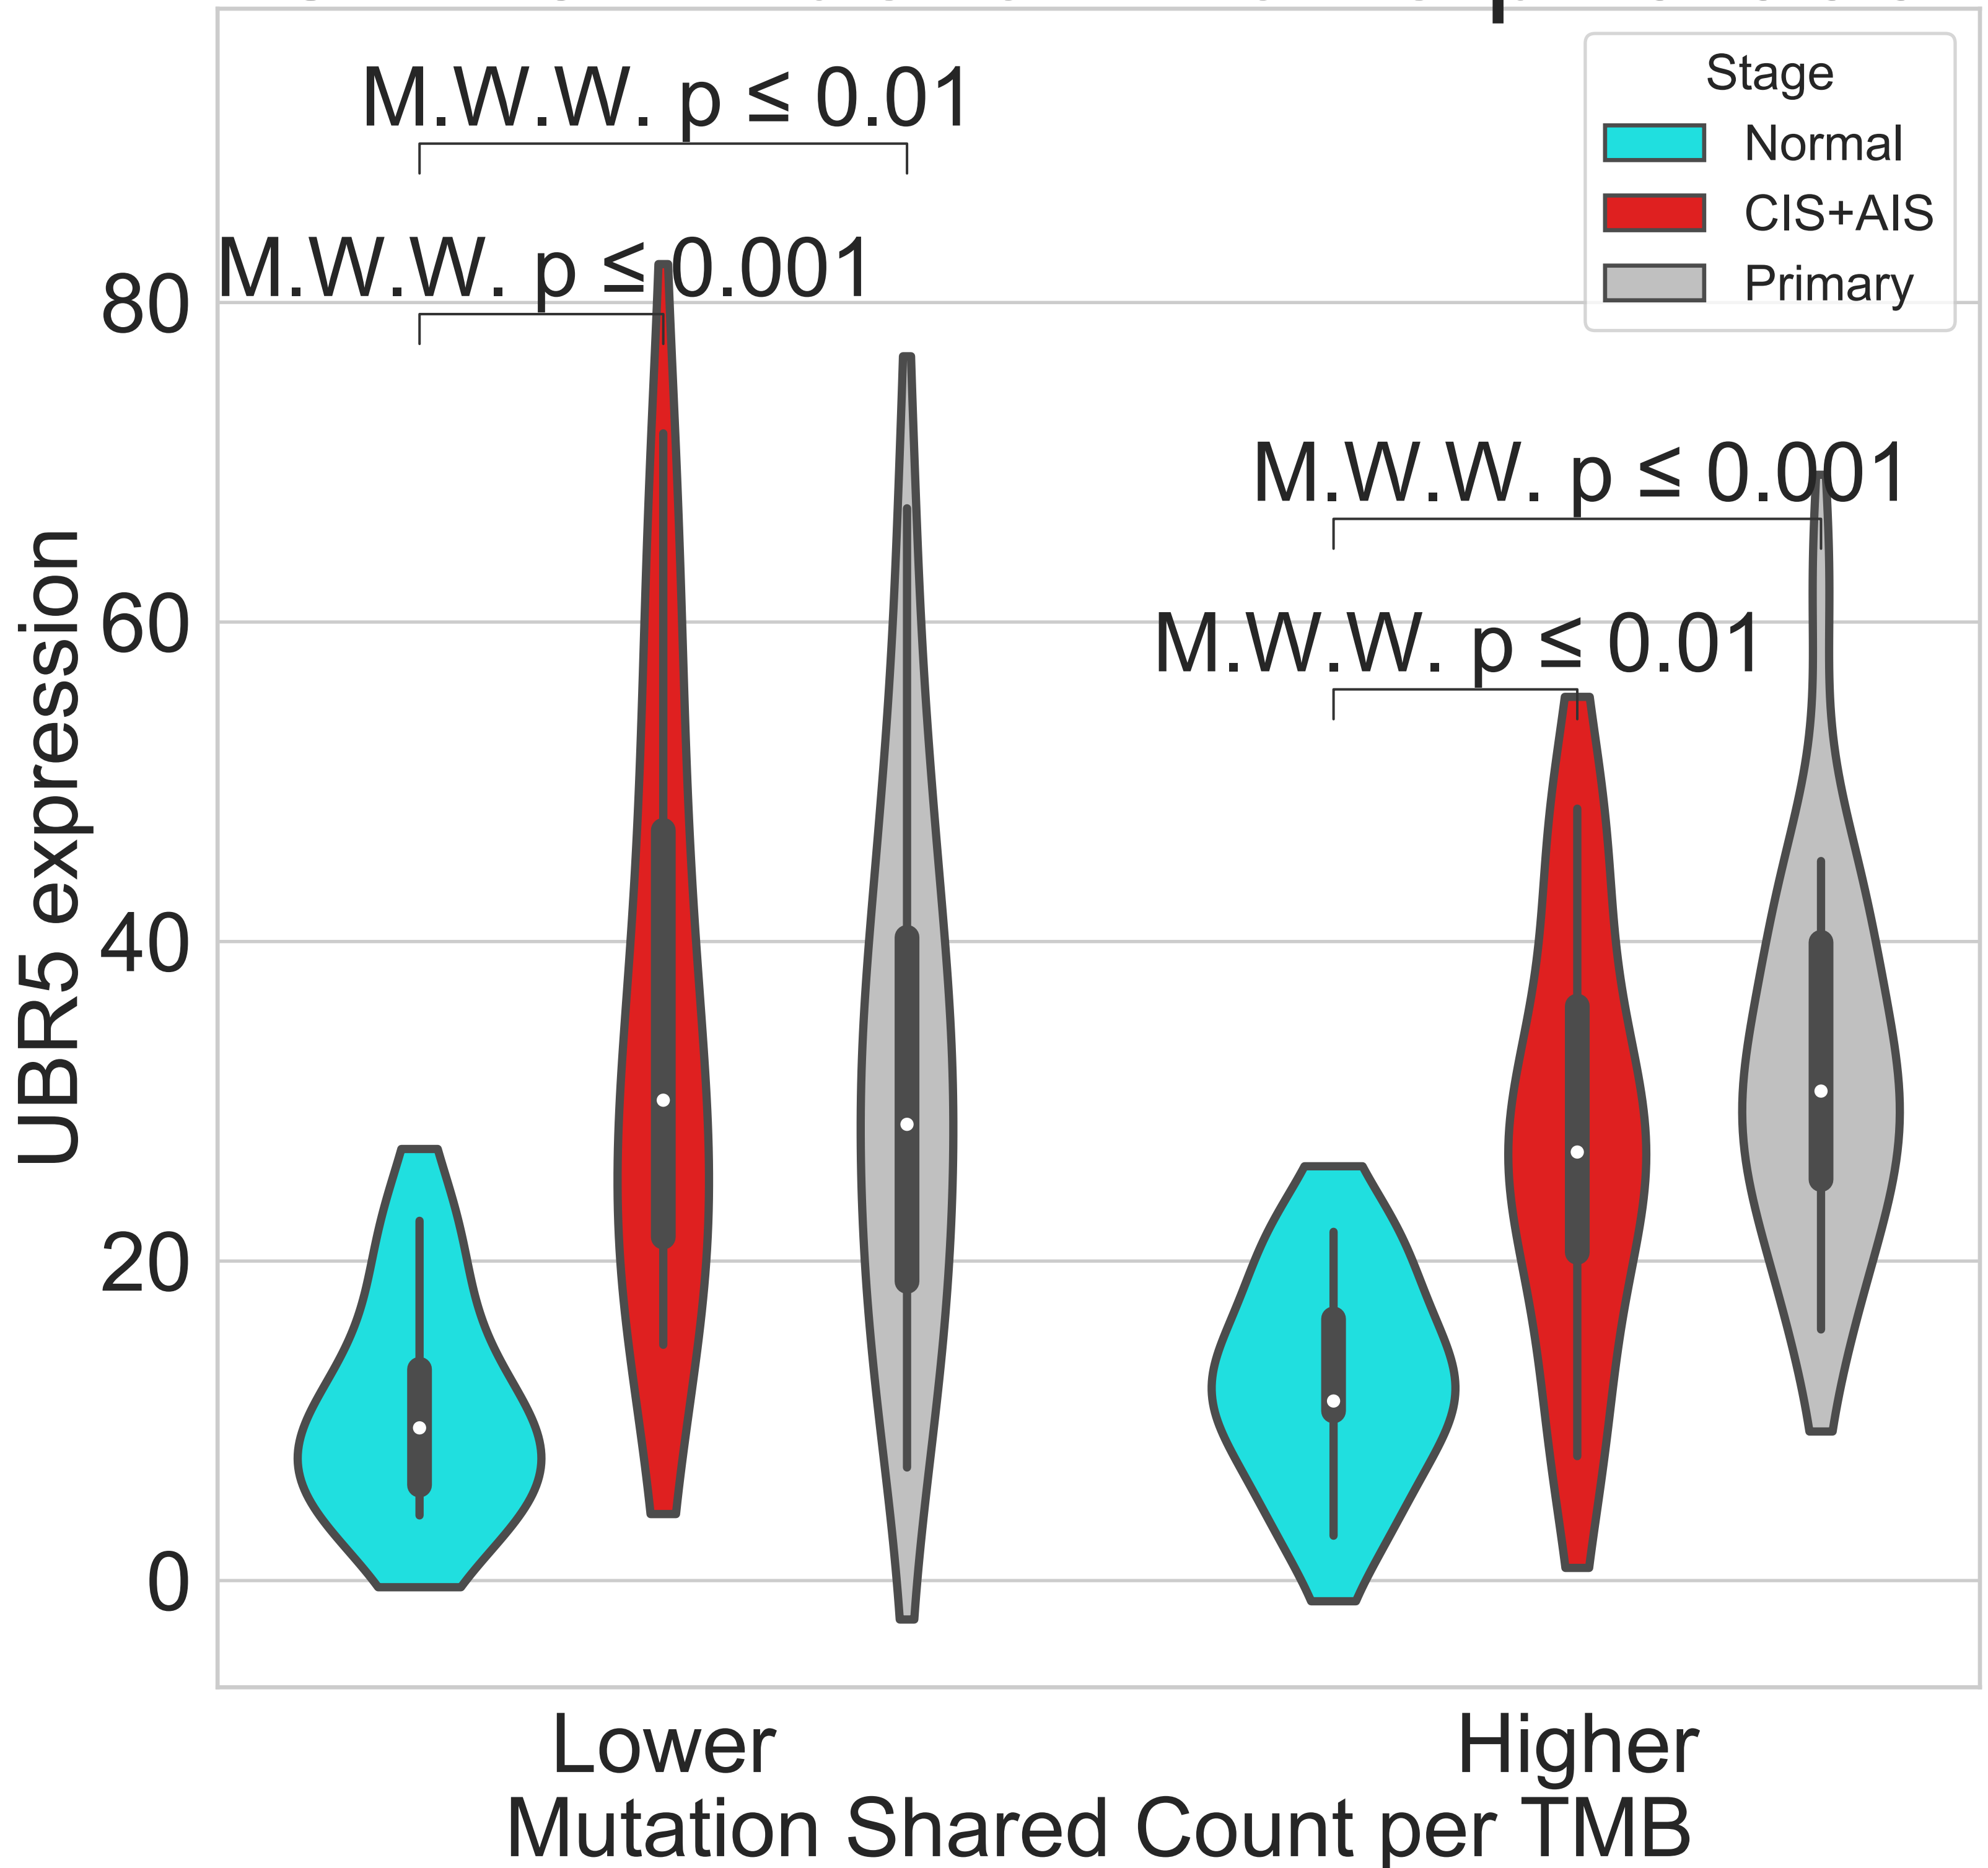 M.W.W. p ≤ 0.01
Stage
Normal
CIS+AIS
Primary
M.W.W. p ≤ 0.001
80
M.W.W. p ≤ 0.001
60
M.W.W. p ≤ 0.01
UBR5 expression
40
20
0
Lower
Higher
Mutation Shared Count per TMB